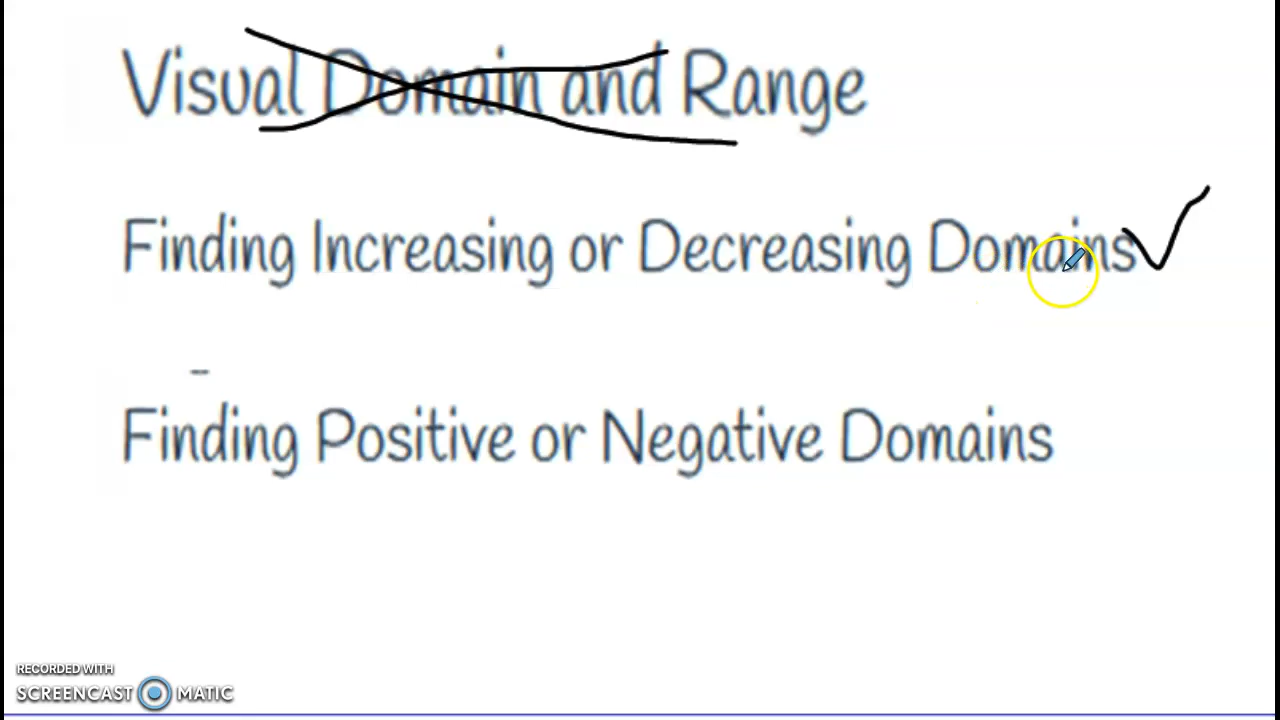 Visual Domain and Range
Finding Increasing or Decreasing Domains
--
Finding Positive or Negative Domains
RECORDED WITH
SCREENCAST MATIC